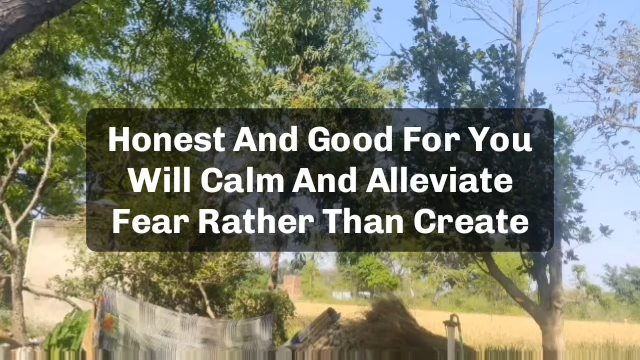 Honest And Good For You
Will Calm And Alleviate
Fear Rather Than Create